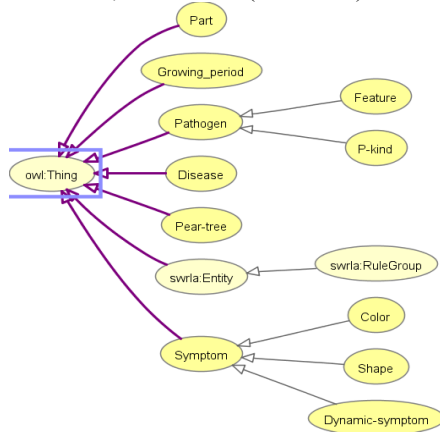 Part
Growing_period
Feature
Pathogen
P-kind
owl:Thing
Disease
Pear-tree
swrla:Entity
swrla:RuleGroup
Color
Symptom
Shape
Dynamic-symptom